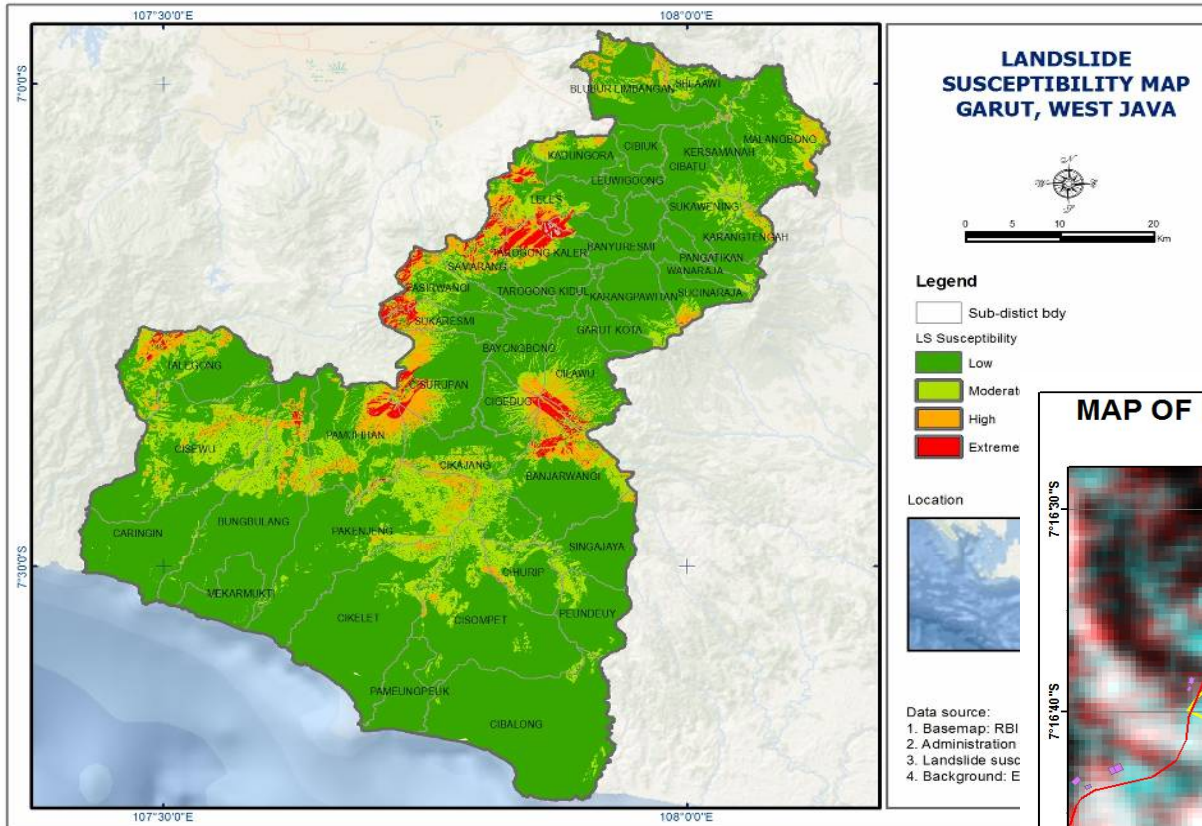 107°30'0"E
108°0'0"E
7°0'0"S
7°30'0"S
BLUBUR LIMBANGAN
SELAAWI
MALANGBONG
KERSAMANAH
CIBIUK
CIBATU
KADUNGORA
LEUWIGOONG
LELES
SUKAWENING
KARANGTENGAH
BANYURESMI
TAROGONG KALER
SAMARANG
PANGATIKAN
WANARAJA
SUCINARAJA
PASIRWANGI
TAROGONG KIDUL
KARANGPAWITAN
SUKARESMI
GARUT KOTA
BAYONGBONG
TALEGONG
CILAWU
CISURUPAN
CIGEDUG
PAMULIHAN
CISEWU
CIKAJANG
BANJARWANGI
BUNGBULANG
PAKENJENG
CARINGIN
SINGAJAYA
CIHURIP
MEKARMUKTI
PEUNDEUY
CIKELET
CISOMPET
PAMEUNGPEUK
CIBALONG
107°30'0"E
108°0'0"E
LANDSLIDE
SUSCEPTIBILITY MAP
GARUT, WEST JAVA
N
0 5 10 20
Km
Legend
Sub-distict bdy
LS Susceptibility
Low
Moderat
High
Extreme
Location
Data source:
1. Basemap: RBI
2. Administration
3. Landslide susc
4. Background: E
MAP OF
7°16'30"S
7°16'40"S